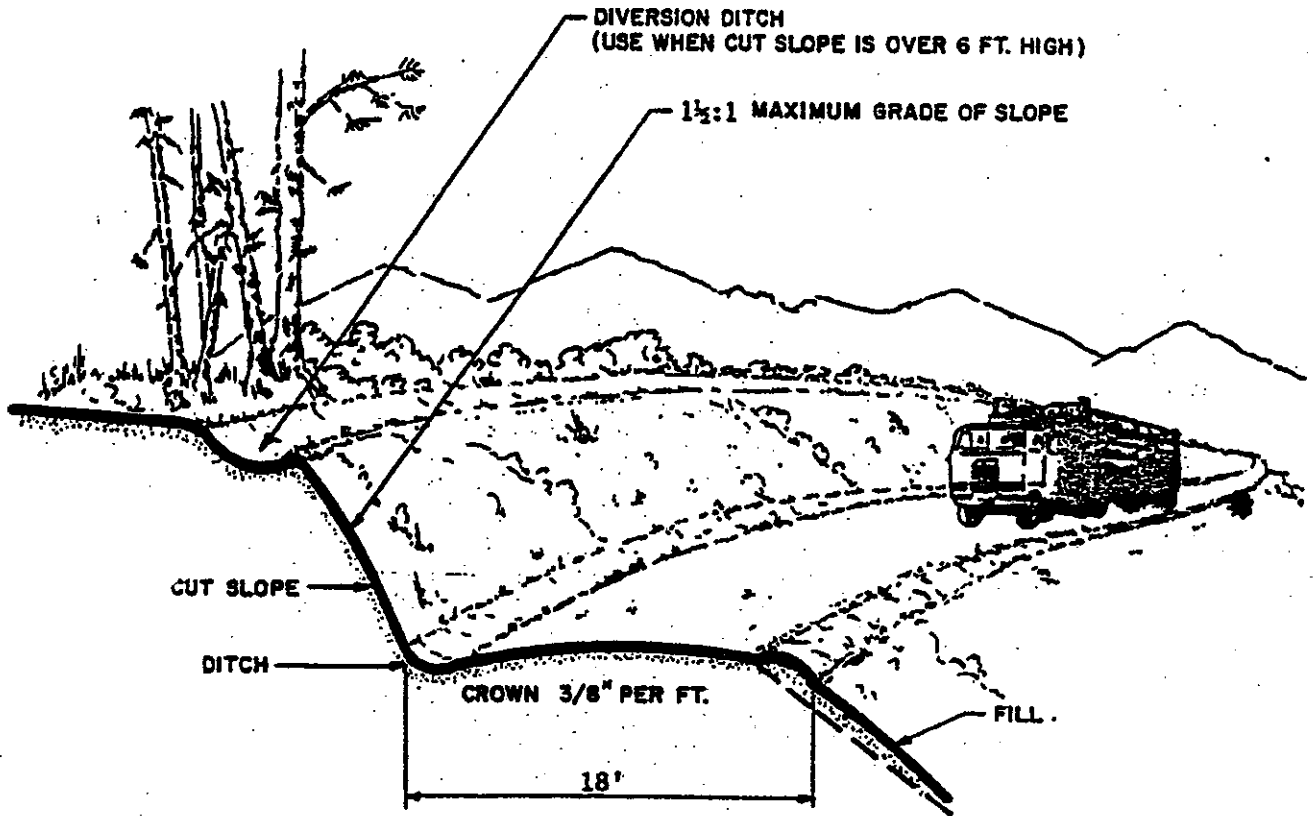 DIVERSION DITCH
(USE WHEN CUT SLOPE IS OVER 6 FT. HIGH)
1½:1 MAXIMUM GRADE OF SLOPE
CUT SLOPE
DITCH
CROWN 3/8" PER FT.
FILL.
18'